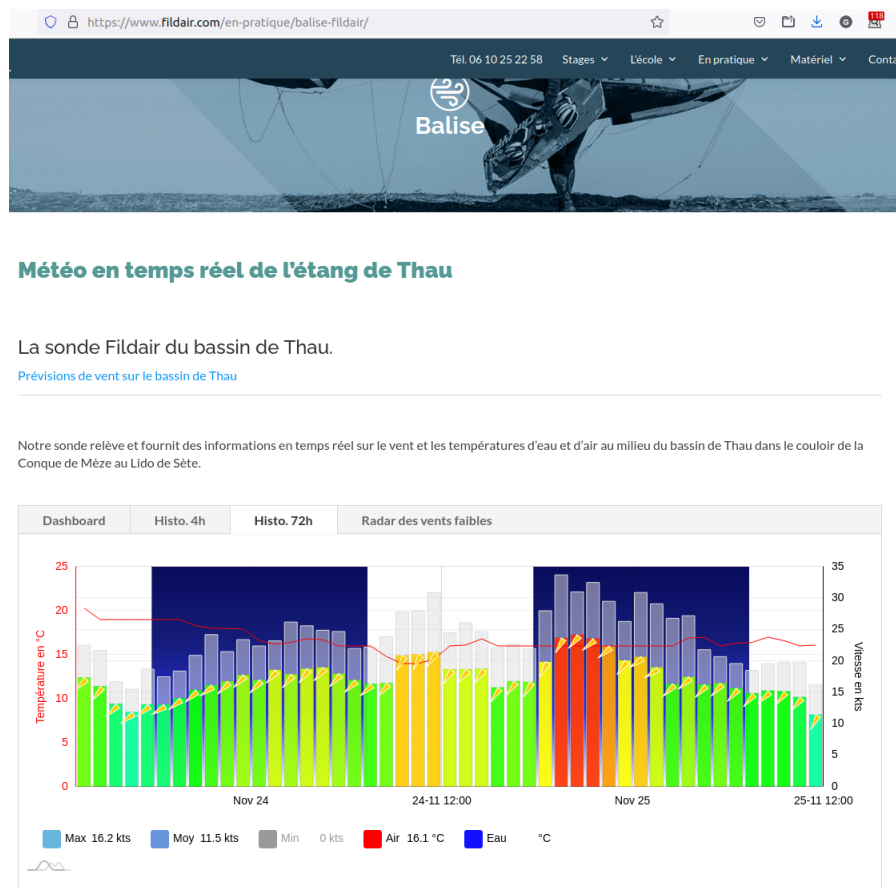 https://www.fildair.com/en-pratique/balise-fildair/
118
Tél. 06 10 25 22 58 Stages L'école En pratique Matériel Conta
Balise
Météo en temps réel de l'étang de Thau
La sonde Fildair du bassin de Thau.
Prévisions de vent sur le bassin de Thau
Notre sonde relève et fournit des informations en temps réel sur le vent et les températures d'eau et d'air au milieu du bassin de Thau dans le couloir de la
Conque de Mèze au Lido de Sète.
Dashboard Histo. 4h Histo. 72h Radar des vents faibles
25 35
30
20 25
15 20
Température en °C Vitesse en kts
10 15
10
5 5
0 0
Nov 24 24-11 12:00 Nov 25 25-11 12:00
Max 16.2 kts Moy 11.5 kts Min 0 kts Air 16.1 °C Eau °C